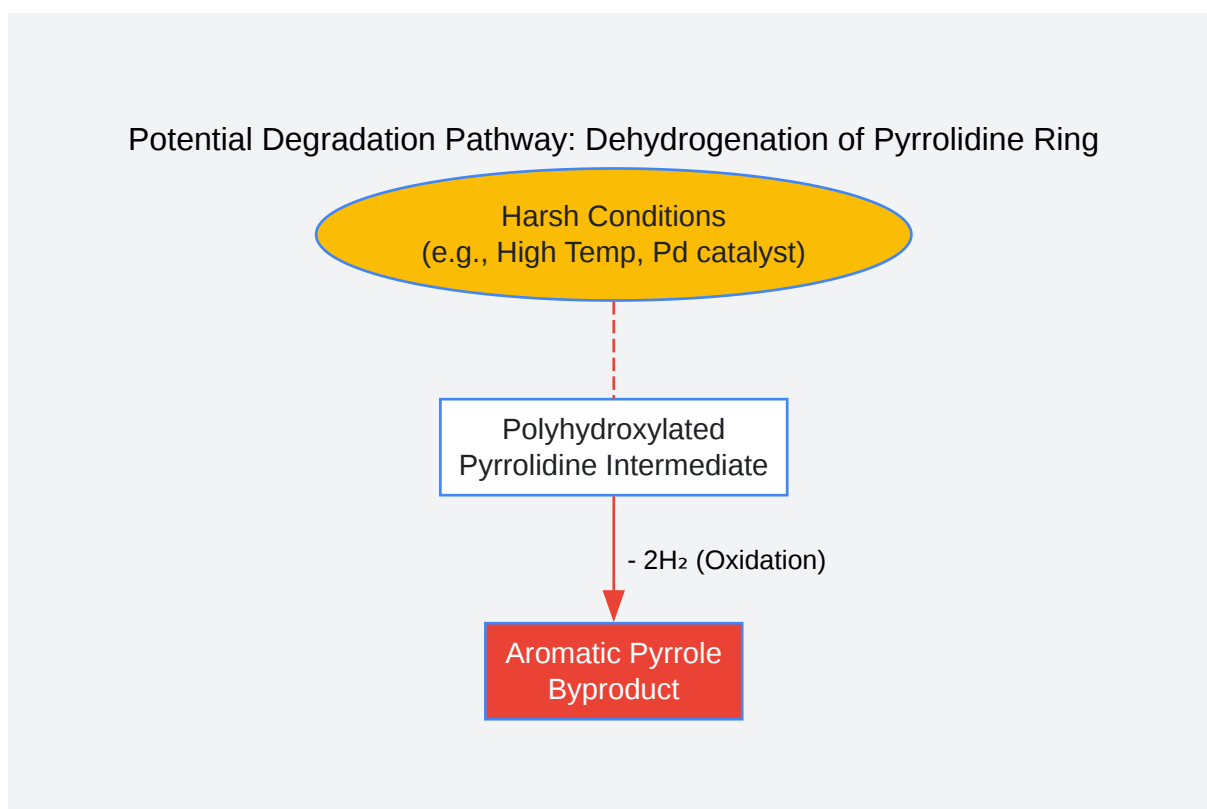 Potential Degradation Pathway: Dehydrogenation of Pyrrolidine Ring
Harsh Conditions
(e.g., High Temp, Pd catalyst)
Polyhydroxylated
Pyrrolidine Intermediate
- 2H₂ (Oxidation)
Aromatic Pyrrole
Byproduct